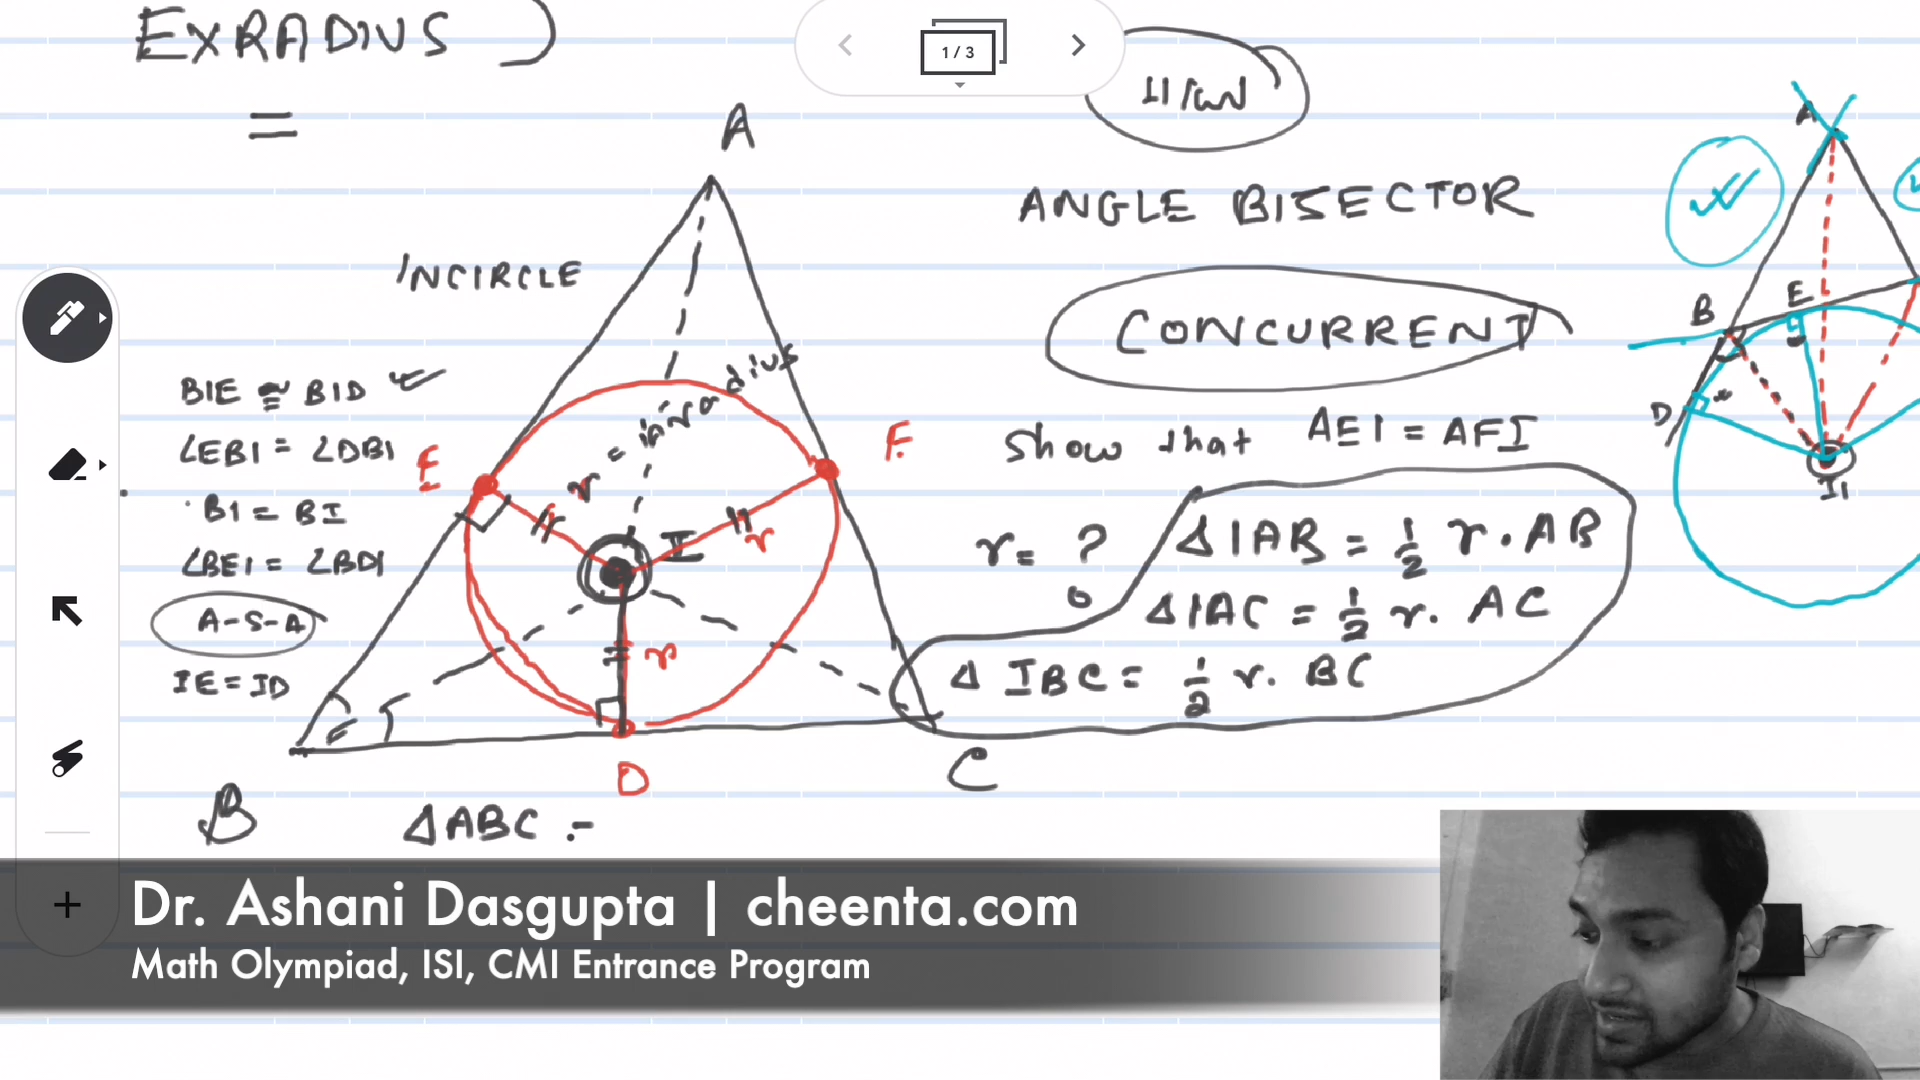 EXRADIUS )
=
1 / 3
H/W
A
ANGLE BISECTOR
INCIRCLE
CONCURRENT
BIE ≅ BID ✓
∠EBI = ∠DBI
BI = BI
∠BEI = ∠BDI
A-S-A
IE = ID
E
F
r = inradius
I
r
r
D
B
C
Show that AEI = AFI
r = ?
ΔIAB = 1/2 r. AB
ΔIAC = 1/2 r. AC
Δ IBC = 1/2 r. BC
ΔABC :-
A
B
E
D
I1
Dr. Ashani Dasgupta | cheenta.com
Math Olympiad, ISI, CMI Entrance Program